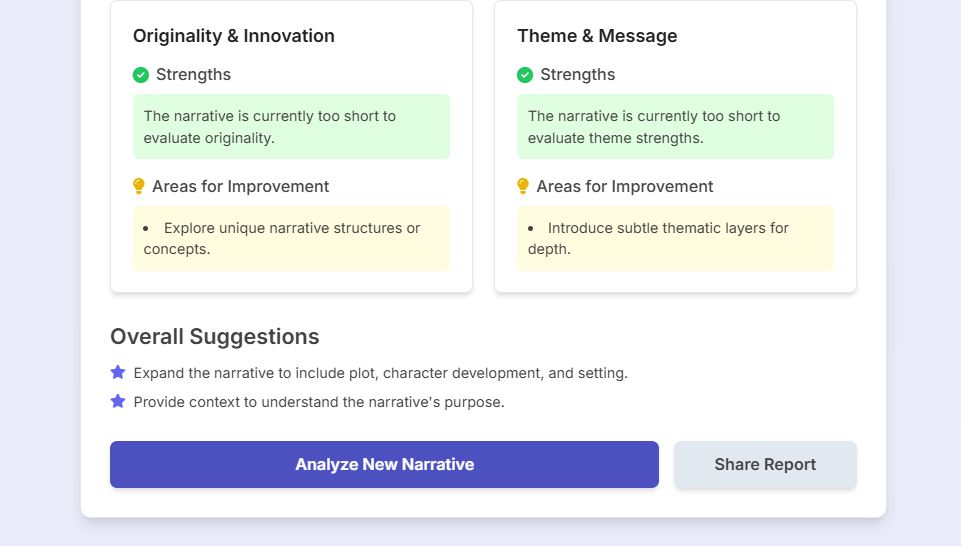 Originality & Innovation
Strengths
The narrative is currently too short to
evaluate originality.
Areas for Improvement
• Explore unique narrative structures or
concepts.
Theme & Message
Strengths
The narrative is currently too short to
evaluate theme strengths.
Areas for Improvement
• Introduce subtle thematic layers for
depth.
Overall Suggestions
Expand the narrative to include plot, character development, and setting.
Provide context to understand the narrative's purpose.
Analyze New Narrative
Share Report